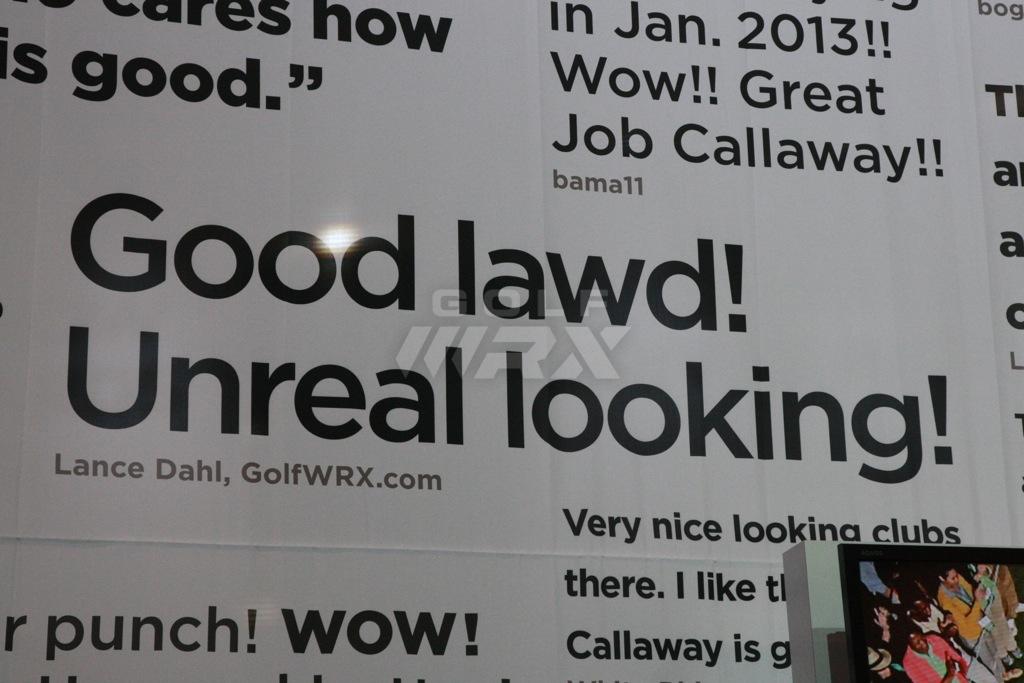 cares how
is good.”
in Jan. 2013!!
Wow!! Great
Job Callaway!!
bama11
bog
Good lawd!
Unreal looking!
Lance Dahl, GolfWRX.com
GOLF
WRX
Very nice looking clubs
there. I like
Callaway is
r punch! WOW!